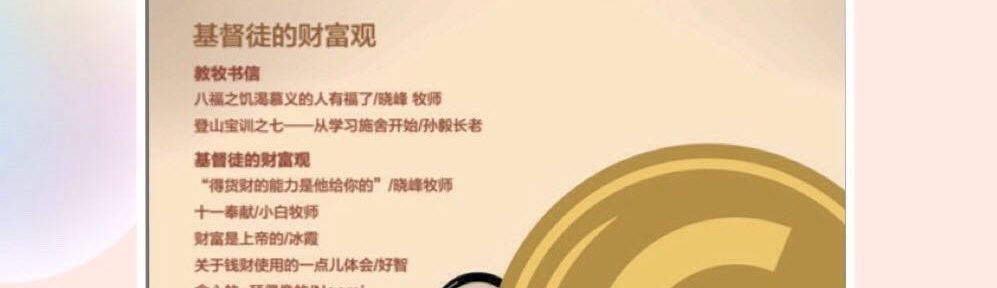 基督徒的财富观
教牧书信
八福之饥渴慕义的人有福了/晓峰 牧师
登山宝训之七——从学习施舍开始/孙毅长老
基督徒的财富观
“得货财的能力是他给你的”/晓峰牧师
十一奉献/小白牧师
财富是上帝的/冰霞
关于钱财使用的一点儿体会/好智